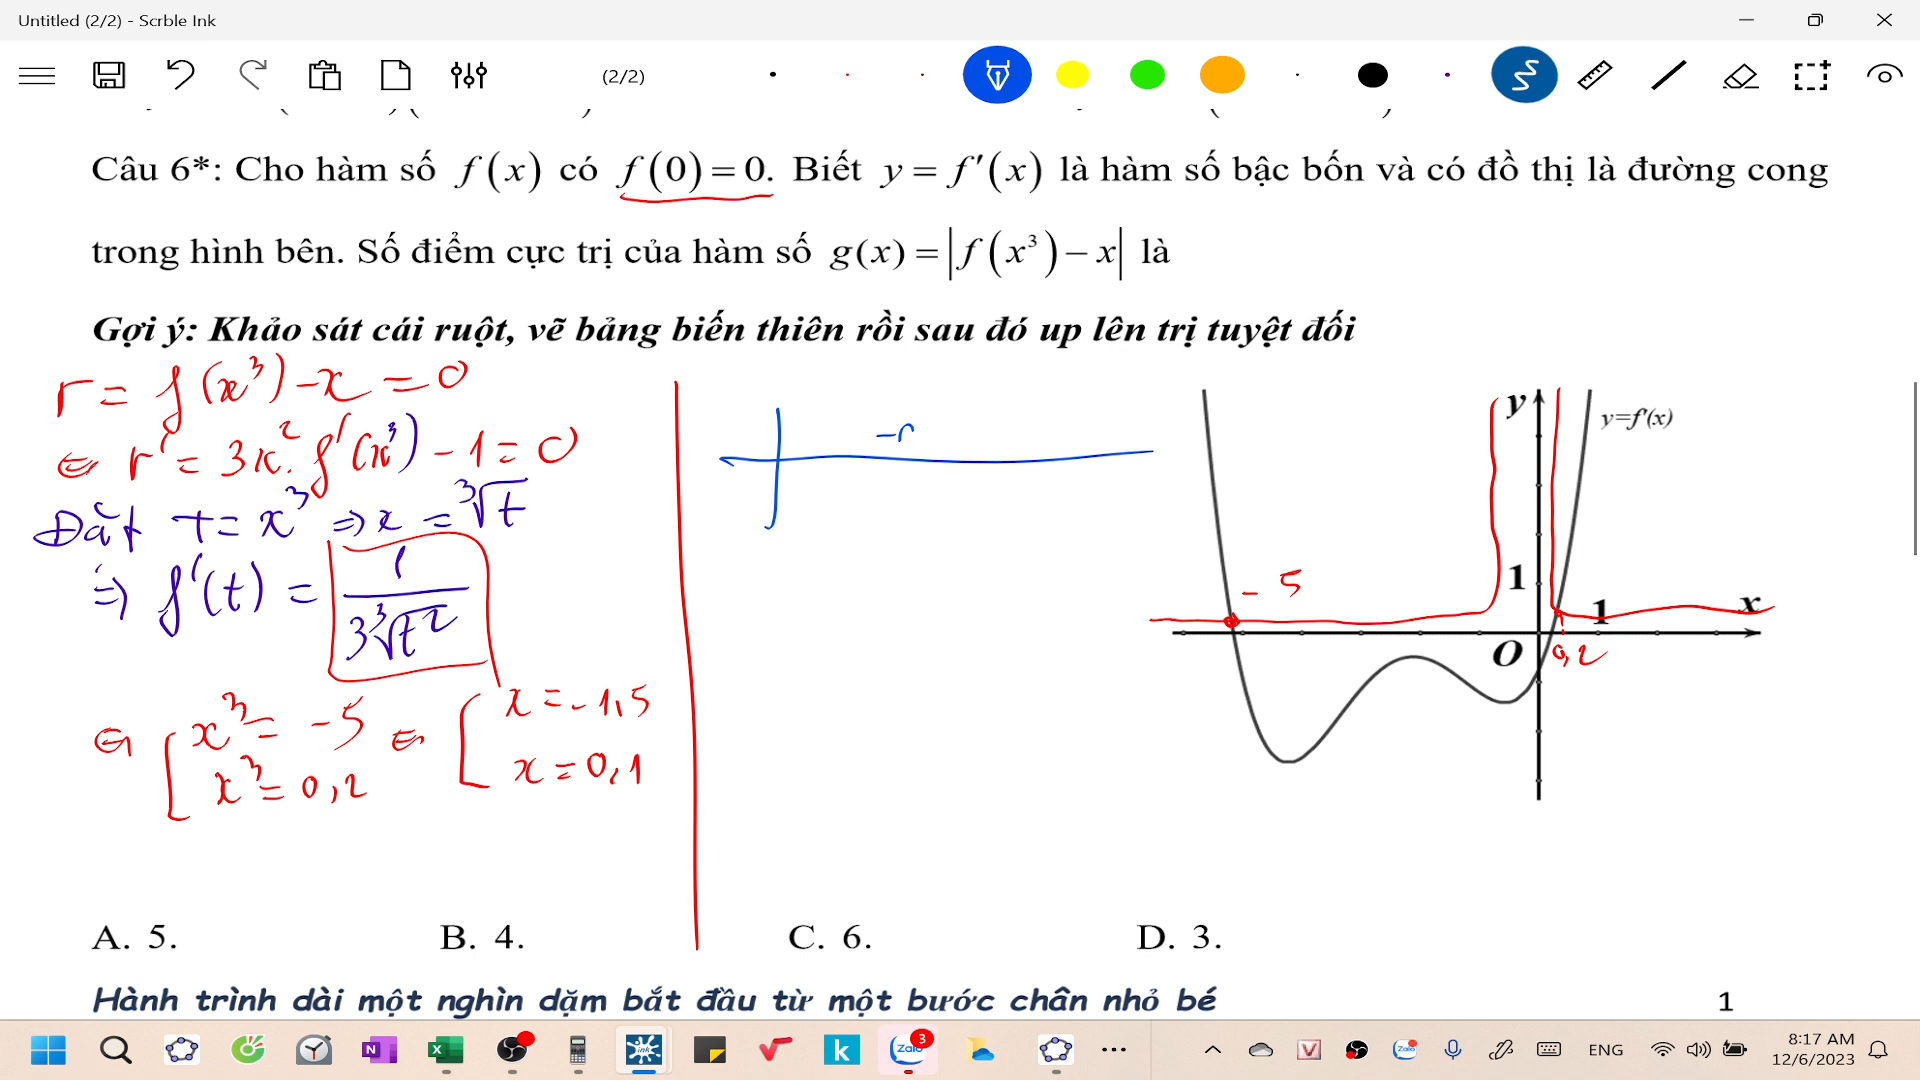 Untitled (2/2) - Scrble Ink
(2/2)
Câu 6*: Cho hàm số f(x) có f(0)=0. Biết y=f′(x) là hàm số bậc bốn và có đồ thị là đường cong
trong hình bên. Số điểm cực trị của hàm số g(x)=|f(x³)−x| là
Gợi ý: Khảo sát cái ruột, vẽ bảng biến thiên rồi sau đó up lên trị tuyệt đối
r = f(x³) -x = 0
⇔ r' = 3x². f'(x³) - 1 = 0
Đặt t = x³ ⇒ x = ∛t
⇒ f'(t) = 1/(3∛t²)
⇔ [ x³ = -5 ⇔ [ x = -1,5
x³ = 0,2 x = 0,1
-r
y
y=f'(x)
- 5
1
1
x
O
0,2
A. 5. B. 4. C. 6. D. 3.
Hành trình dài một nghìn dặm bắt đầu từ một bước chân nhỏ bé 1
ink
k
Zalo
3
Zalo
ENG
8:17 AM
12/6/2023